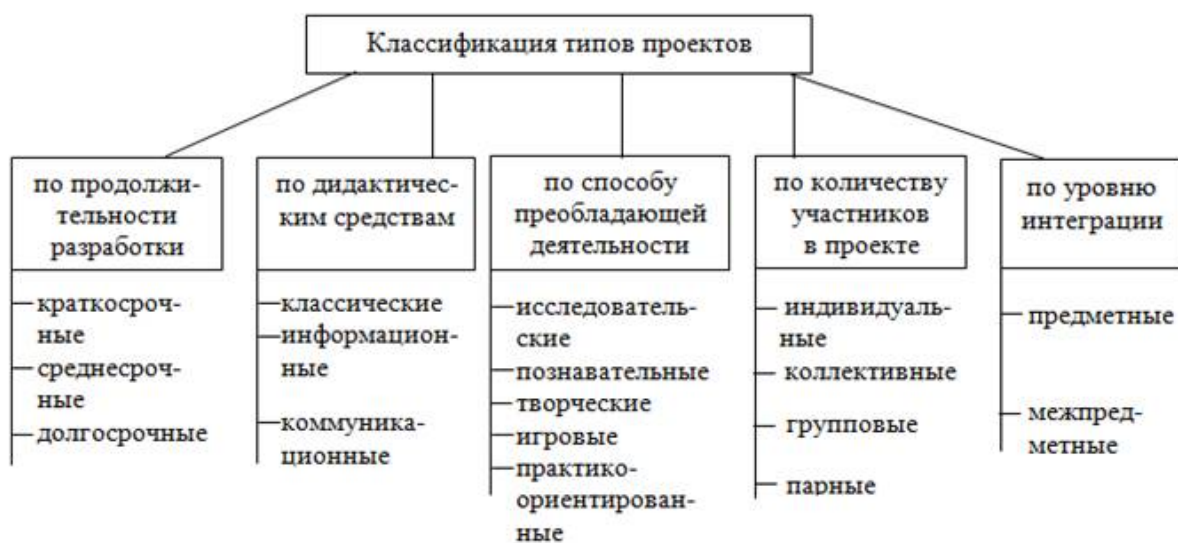 Классификация типов проектов
по продолжи-
тельности
разработки
краткосроч-
ные
среднесроч-
ные
долгосрочные
по дидактичес-
ким средствам
классические
информацион-
ные
коммуника-
ционные
по способу
преобладающей
деятельности
исследователь-
ские
познавательные
творческие
игровые
практико-
ориентирован-
ные
по количеству
участников
в проекте
индивидуаль-
ные
коллективные
групповые
парные
по уровню
интеграции
предметные
межпред-
метные